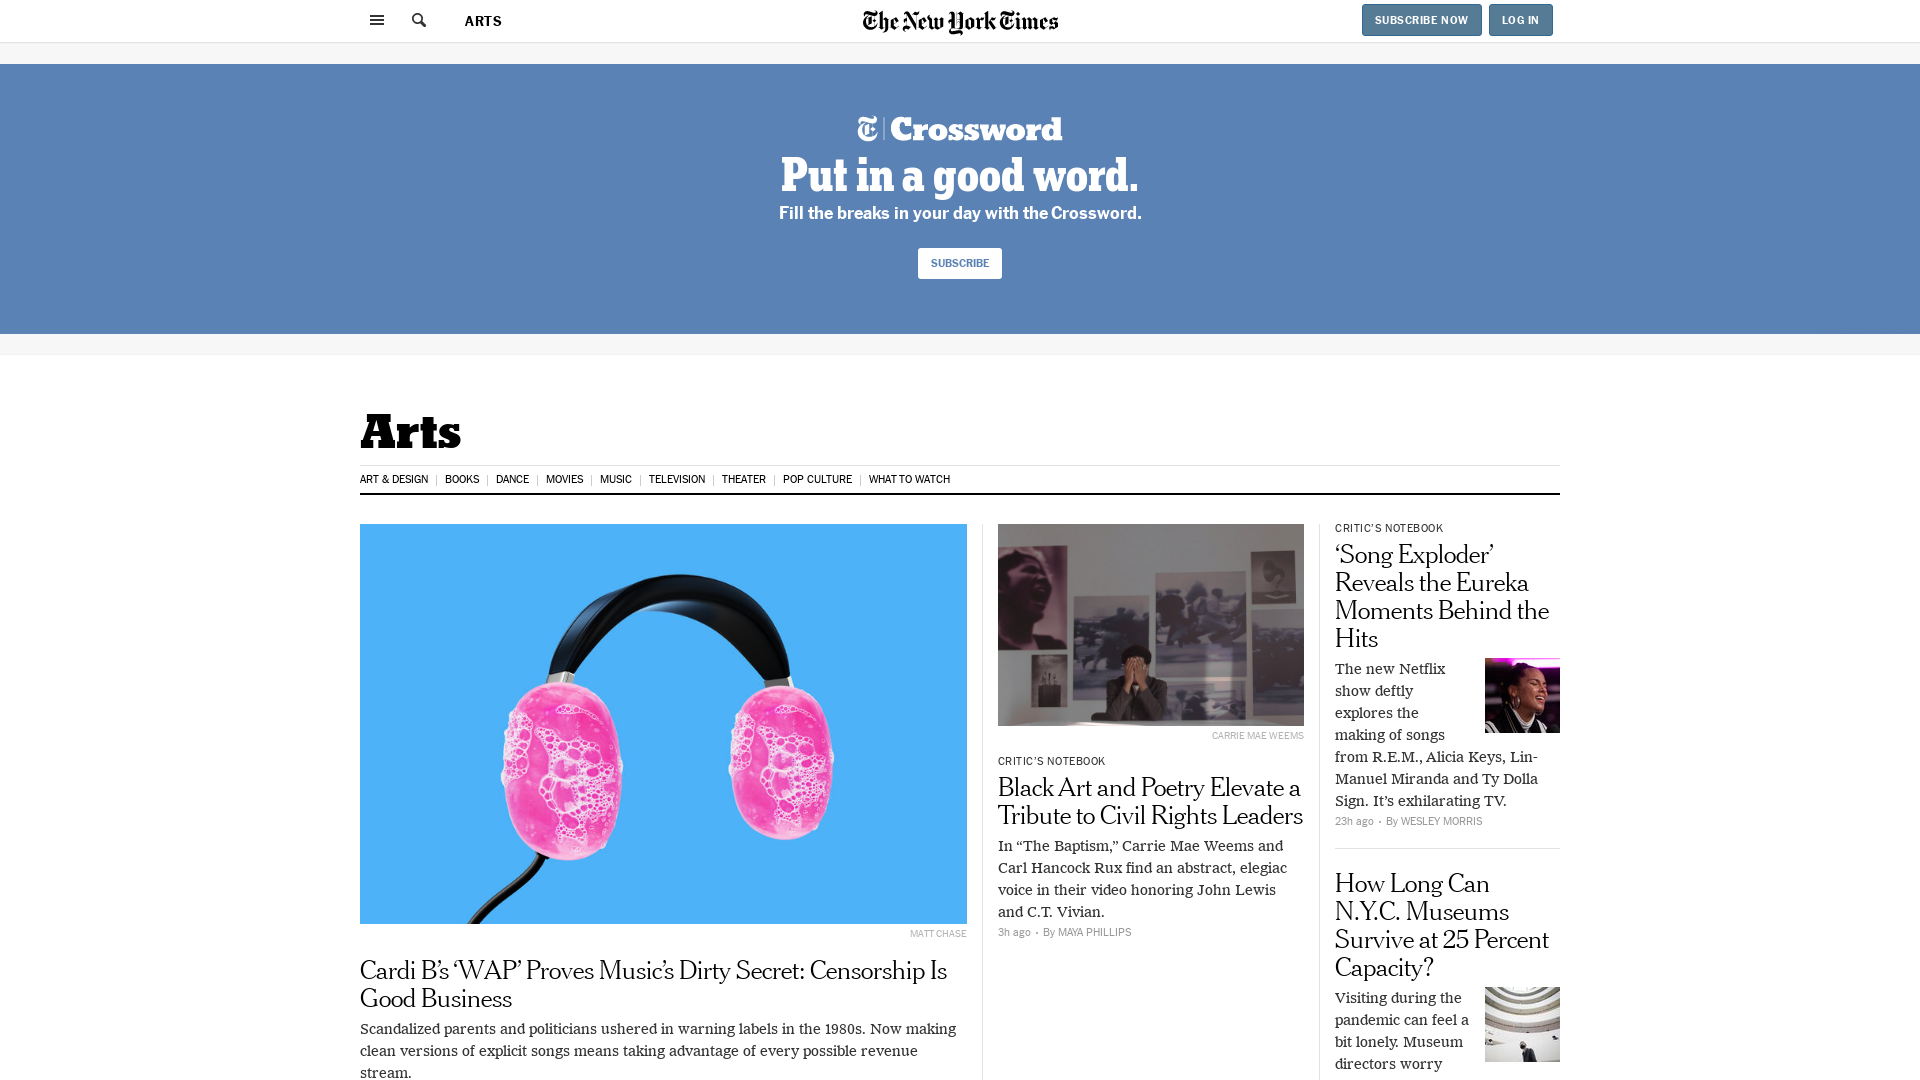 ARTS
The New York Times
SUBSCRIBE NOW
LOG IN
T Crossword
Put in a good word.
Fill the breaks in your day with the Crossword.
SUBSCRIBE
Arts
ART & DESIGN
BOOKS
DANCE
MOVIES
MUSIC
TELEVISION
THEATER
POP CULTURE
WHAT TO WATCH
MATT CHASE
Cardi B’s ‘WAP’ Proves Music’s Dirty Secret: Censorship Is
Good Business
Scandalized parents and politicians ushered in warning labels in the 1980s. Now making
clean versions of explicit songs means taking advantage of every possible revenue
stream.
CARRIE MAE WEEMS
CRITIC’S NOTEBOOK
Black Art and Poetry Elevate a
Tribute to Civil Rights Leaders
In “The Baptism,” Carrie Mae Weems and
Carl Hancock Rux find an abstract, elegiac
voice in their video honoring John Lewis
and C.T. Vivian.
3h ago • By MAYA PHILLIPS
CRITIC’S NOTEBOOK
‘Song Exploder’
Reveals the Eureka
Moments Behind the
Hits
The new Netflix
show deftly
explores the
making of songs
from R.E.M., Alicia Keys, Lin-
Manuel Miranda and Ty Dolla
Sign. It’s exhilarating TV.
23h ago • By WESLEY MORRIS
How Long Can
N.Y.C. Museums
Survive at 25 Percent
Capacity?
Visiting during the
pandemic can feel a
bit lonely. Museum
directors worry